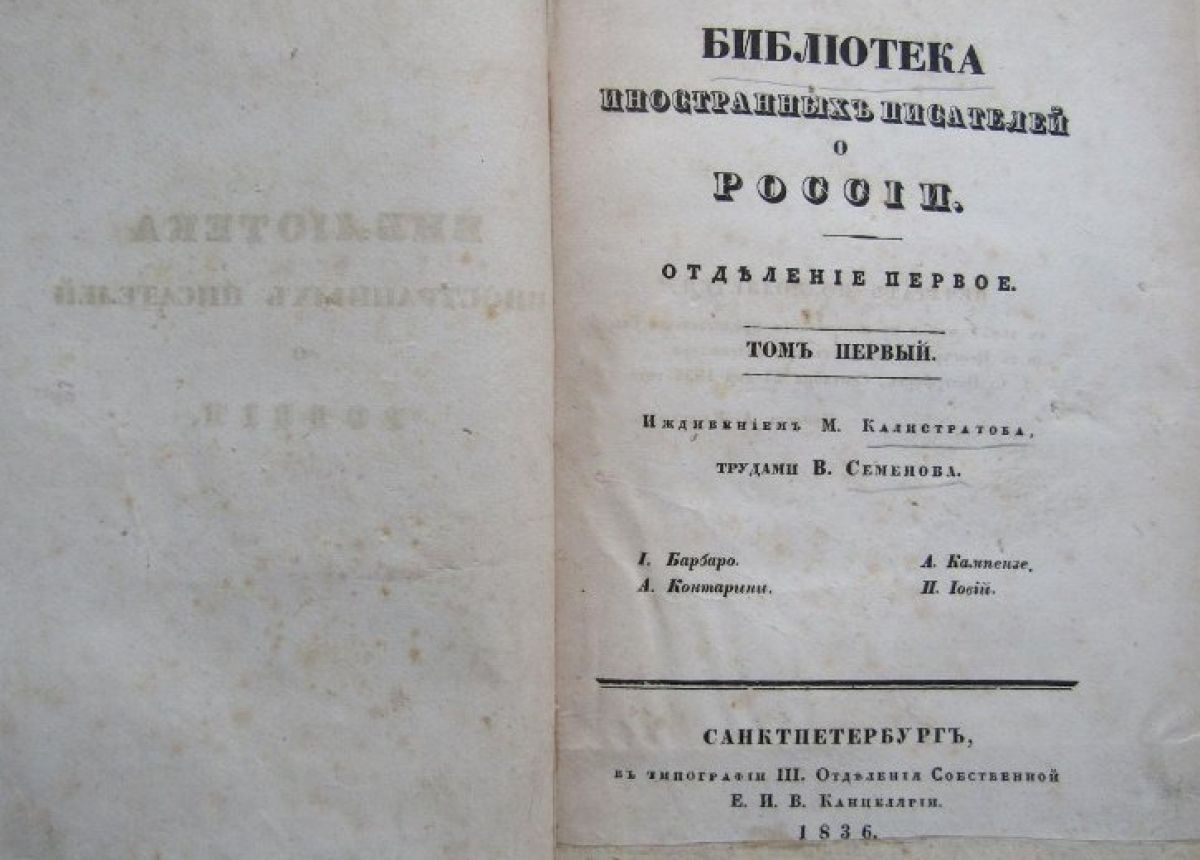 БИБЛІОТЕКА
ИНОСТРАННЫХЪ ПИСАТЕЛЕЙ
О
РОССІИ.
ОТДѢЛЕНІЕ ПЕРВОЕ.
ТОМЪ ПЕРВЫЙ.
Иждивеніемъ М. Калистратова,
трудами В. Семенова.
І. Барбаро.
А. Контарини.
А. Кампензе.
П. Іовій.
САНКТПЕТЕРБУРГЪ,
въ типографіи III. Отдѣленія Собственной
Е. И. В. Канцеляріи.
1836.